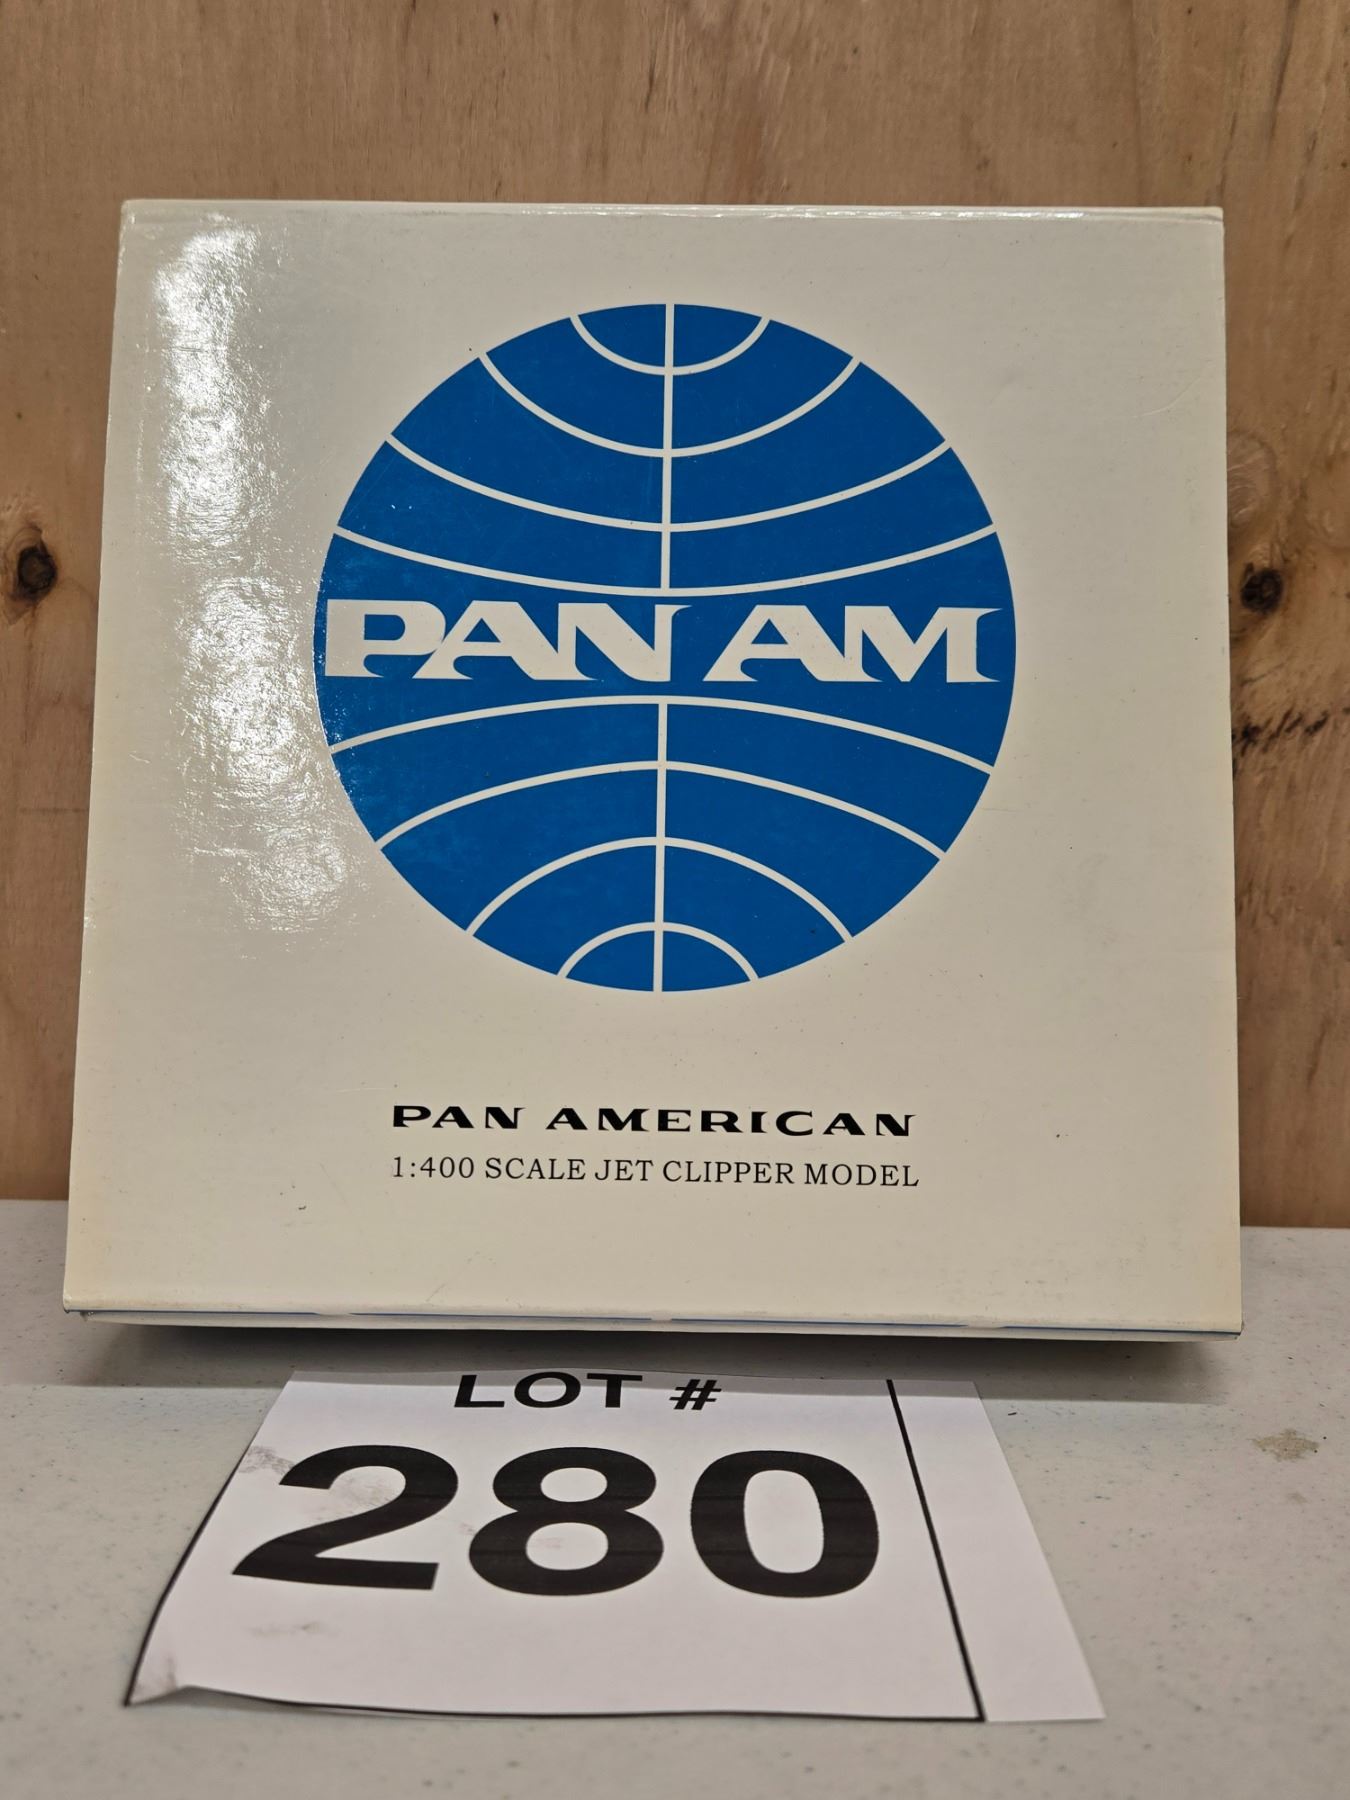 PAN AM
PAN AMERICAN
1:400 SCALE JET CLIPPER MODEL
LOT #
280